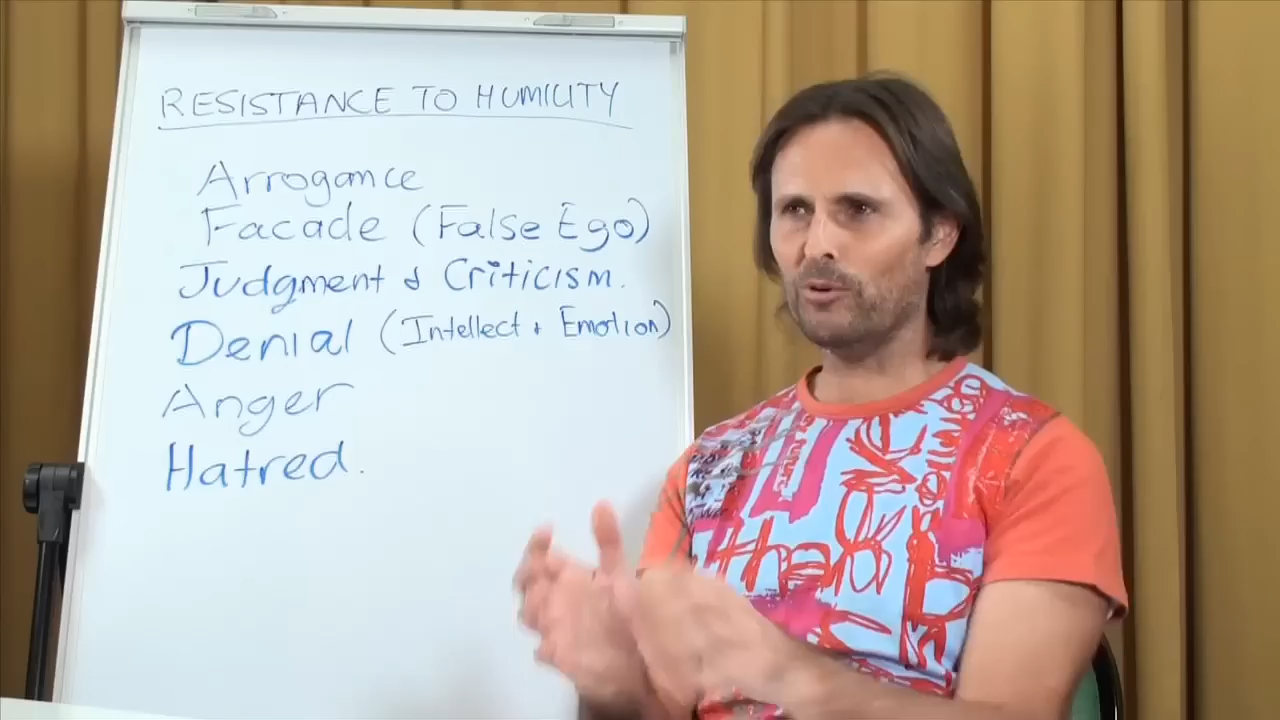 RESISTANCE TO HUMILITY
Arrogance
Facade (False Ego)
Judgment & Criticism.
Denial (Intellect + Emotion)
Anger
Hatred.